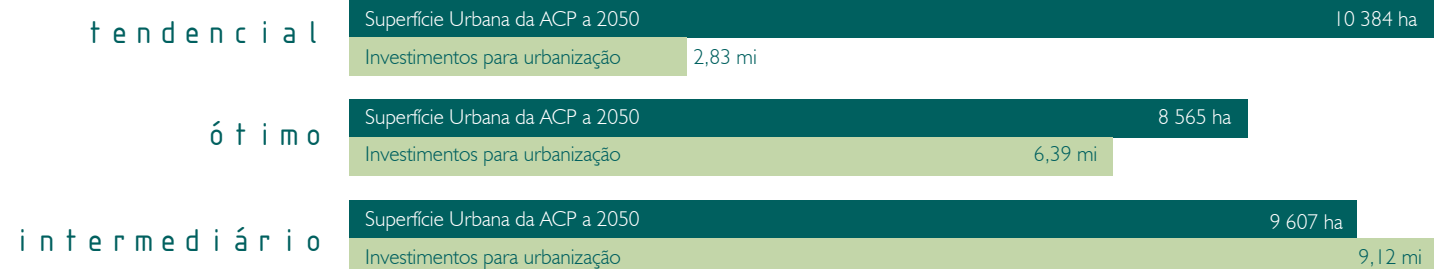 tendencial
Superfície Urbana da ACP a 2050 10 384 ha
Investimentos para urbanização 2,83 mi
ótimo
Superfície Urbana da ACP a 2050 8 565 ha
Investimentos para urbanização 6,39 mi
intermediário
Superfície Urbana da ACP a 2050 9 607 ha
Investimentos para urbanização 9,12 mi